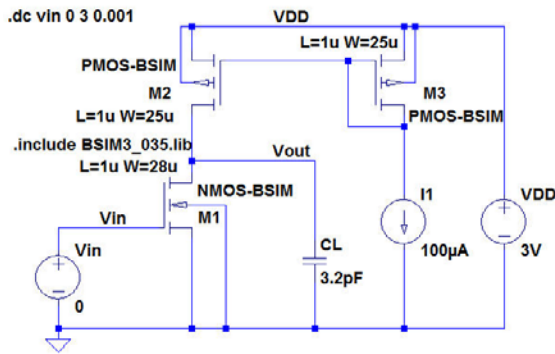 .dc vin 0 3 0.001
VDD
L=1u W=25u
PMOS-BSIM
M2
M3
L=1u W=25u
PMOS-BSIM
.include BSIM3_035.lib
L=1u W=28u
Vout
NMOS-BSIM
Vin
M1
I1
VDD
Vin
CL
100µA
3V
3.2pF
0